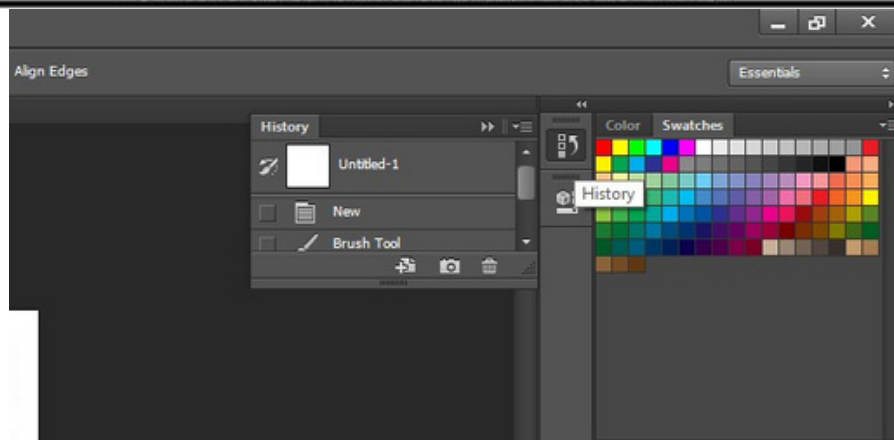 Align Edges
Essentials
History
Color
Swatches
Untitled-1
History
New
Brush Tool